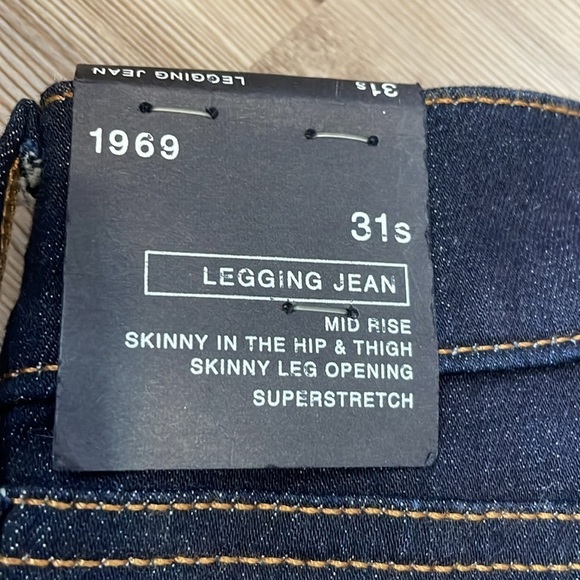 LEGGING JEAN 31s
1969
31s
LEGGING JEAN
MID RISE
SKINNY IN THE HIP & THIGH
SKINNY LEG OPENING
SUPERSTRETCH